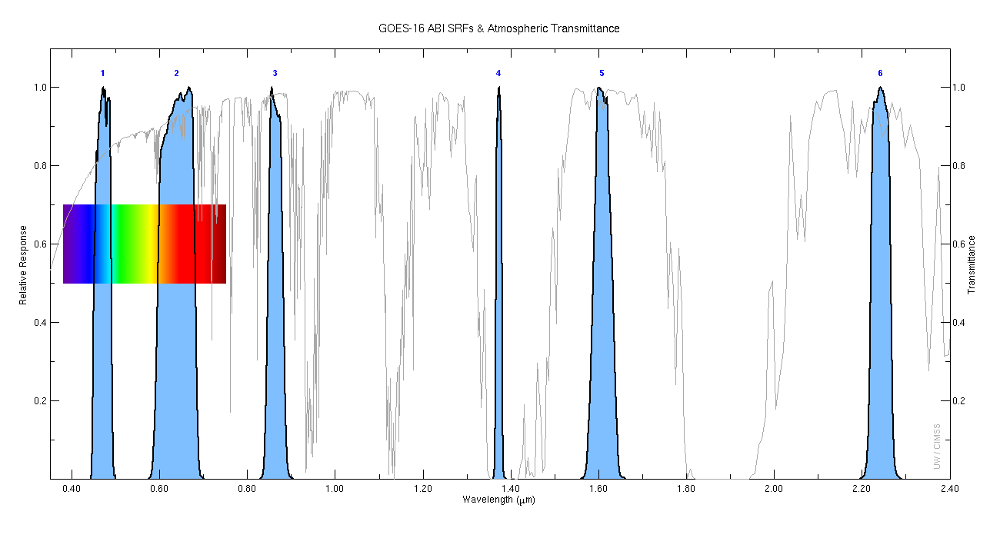 GOES-16 ABI SRFs & Atmospheric Transmittance
1 2 3 4 5 6
1.0 1.0
0.8 0.8
0.6 0.6
0.4 0.4
0.2 0.2
Relative Response
Transmittance
UW / CIMSS
0.40 0.60 0.80 1.00 1.20 1.40 1.60 1.80 2.00 2.20 2.40
Wavelength (μm)